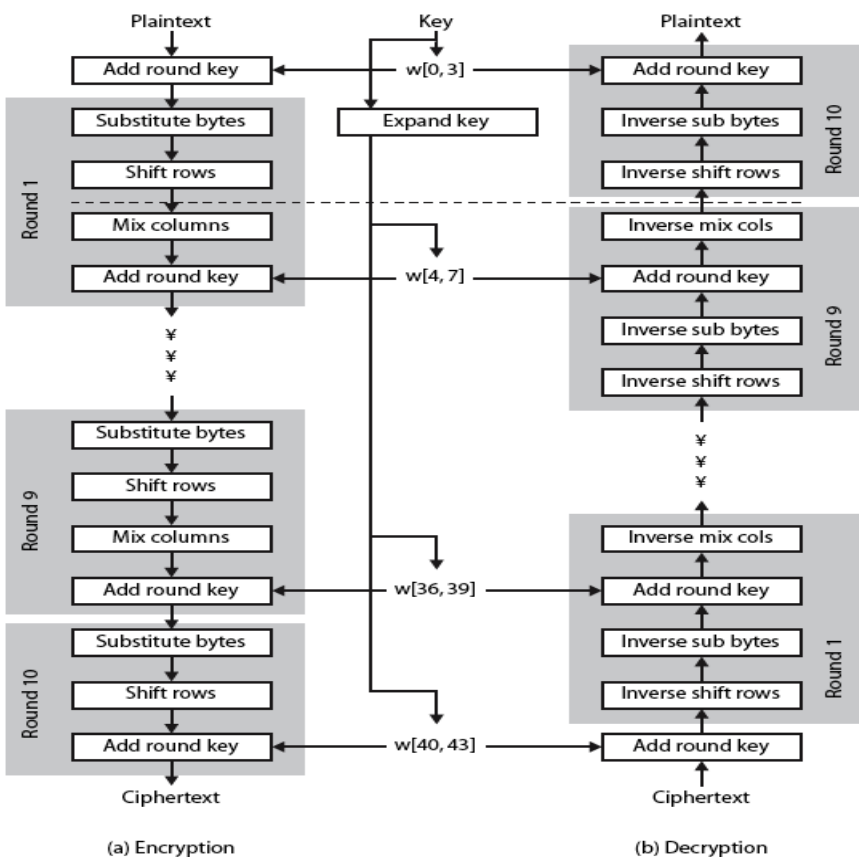 Plaintext
Add round key
Round 1
Substitute bytes
Shift rows
Mix columns
Add round key
¥
¥
¥
Round 9
Substitute bytes
Shift rows
Mix columns
Add round key
Round 10
Substitute bytes
Shift rows
Add round key
Ciphertext
(a) Encryption
Key
w[0, 3]
Expand key
w[4, 7]
w[36, 39]
w[40, 43]
Plaintext
Add round key
Inverse sub bytes
Inverse shift rows
Round 10
Inverse mix cols
Add round key
Inverse sub bytes
Inverse shift rows
Round 9
¥
¥
¥
Inverse mix cols
Add round key
Inverse sub bytes
Inverse shift rows
Round 1
Add round key
Ciphertext
(b) Decryption